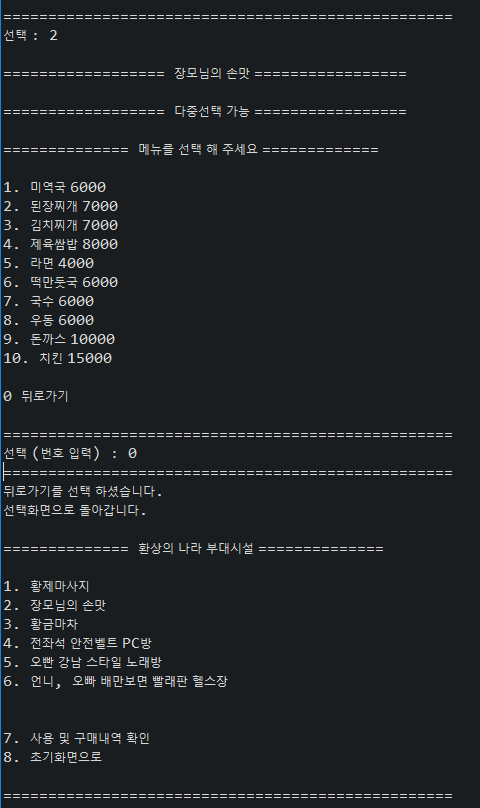 ==================================================
선택 : 2
================== 장모님의 손맛 =================
================== 다중선택 가능 =================
============== 메뉴를 선택 해 주세요 =============
1. 미역국 6000
2. 된장찌개 7000
3. 김치찌개 7000
4. 제육쌈밥 8000
5. 라면 4000
6. 떡만듯국 6000
7. 국수 6000
8. 우동 6000
9. 돈까스 10000
10. 치킨 15000
0 뒤로가기
==================================================
선택 (번호 입력) : 0
==================================================
뒤로가기를 선택 하셨습니다.
선택화면으로 돌아갑니다.
============== 환상의 나라 부대시설 ==============
1. 황제마사지
2. 장모님의 손맛
3. 황금마차
4. 전좌석 안전벨트 PC방
5. 오빤 강남 스타일 노래방
6. 언니, 오빠 배만보면 빨래판 헬스장
7. 사용 및 구매내역 확인
8. 초기화면으로
==================================================